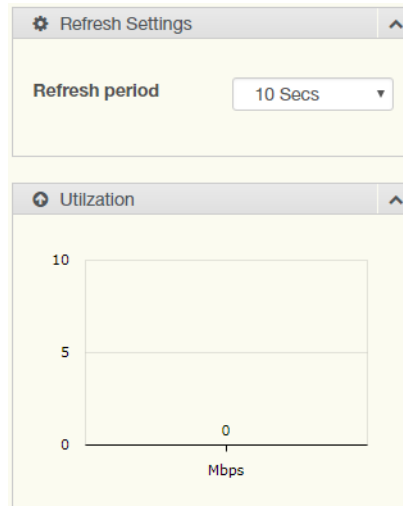 Refresh Settings
Refresh period
10 Secs
Utilzation
10
5
0
0
Mbps